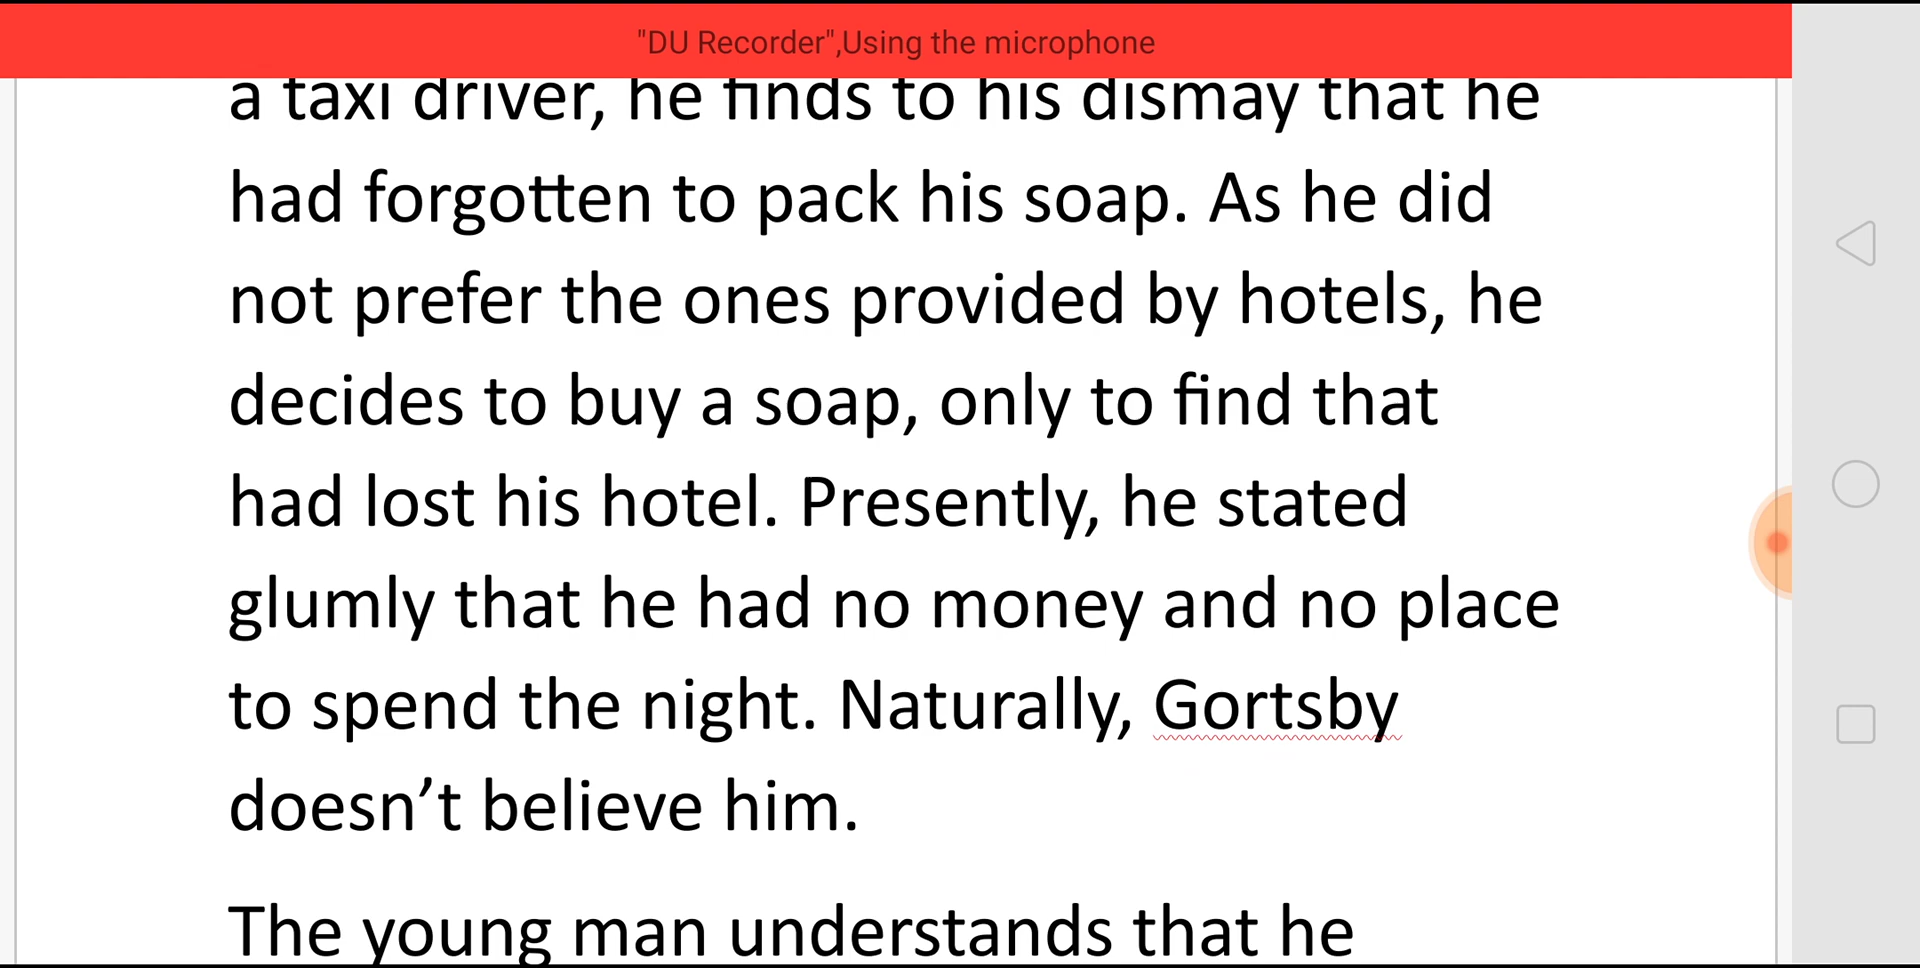 "DU Recorder",Using the microphone
a taxi driver, he finds to his dismay that he
had forgotten to pack his soap. As he did
not prefer the ones provided by hotels, he
decides to buy a soap, only to find that
had lost his hotel. Presently, he stated
glumly that he had no money and no place
to spend the night. Naturally, Gortsby
doesn’t believe him.
The young man understands that he